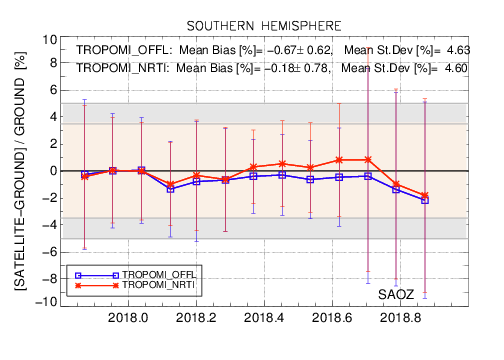 SOUTHERN HEMISPHERE
TROPOMI_OFFL: Mean Bias [%]= −0.67± 0.62, Mean St.Dev [%]= 4.63
TROPOMI_NRTI: Mean Bias [%]= −0.18± 0.78, Mean St.Dev [%]= 4.60
[SATELLITE−GROUND]/ GROUND [%]
10
8
6
4
2
0
−2
−4
−6
−8
−10
TROPOMI_OFFL
TROPOMI_NRTI
SAOZ
2018.0 2018.2 2018.4 2018.6 2018.8